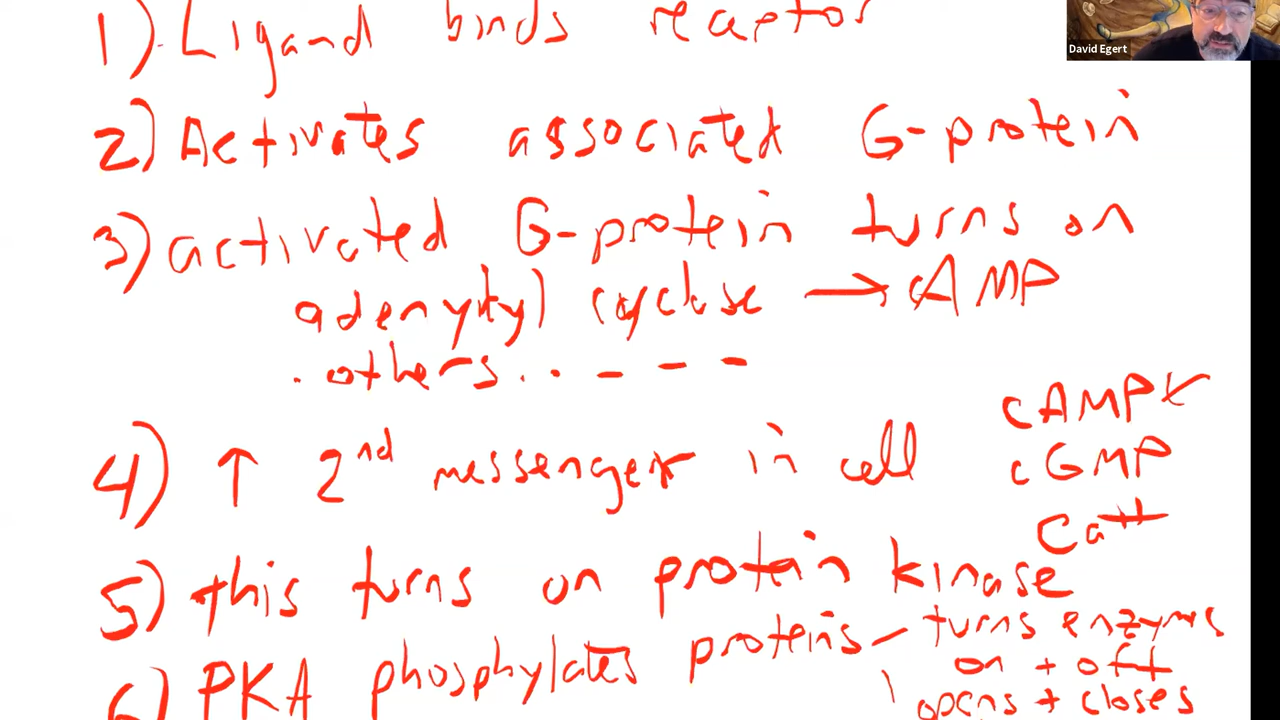 David Egert
1) Ligand binds receptor
2) Activates associated G-protein
3) activated G-protein turns on
adenylyl cyclase → cAMP
. others . . - - -
cAMP
cGMP
4) ↑ 2nd messenger in cell
Ca++
5) this turns on protein kinase
6) PKA phosphylates proteins – turns enzymes
on + off
\ opens + closes